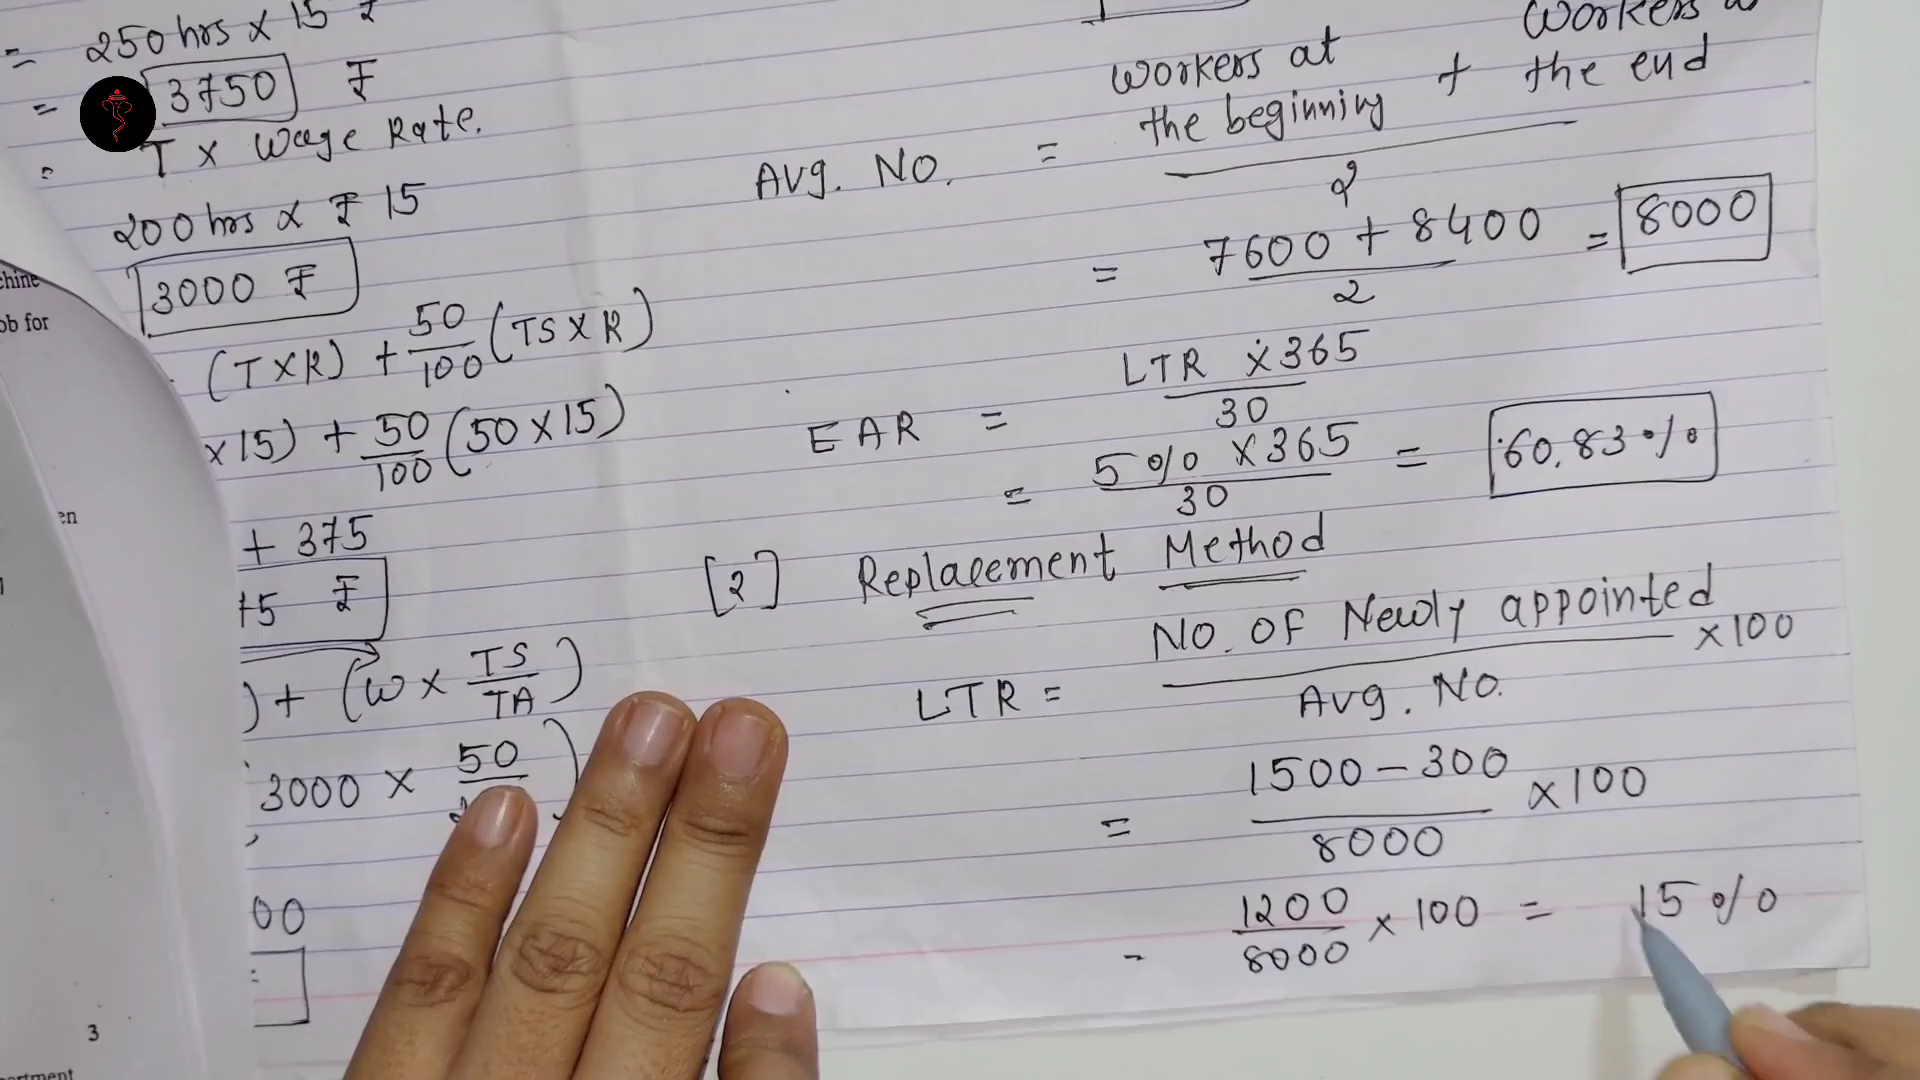 = 250 hrs × 15 ₹
= 3750 ₹
= T × Wage Rate.
200 hrs × ₹ 15
3000 ₹
(T×R) + 50/100 (TS×R)
×15) + 50/100 (50×15)
+ 375
₹
) + (W × TS/TA)
3000 × 50
00
chine
ob for
en
3
Workers at the beginning + Workers
the end
Avg. No. = 2
= 7600 + 8400 / 2 = 8000
EAR = LTR × 365 / 30
= 5% × 365 / 30 = 60.83%
[2] Replacement Method
LTR = No. of Newly appointed / Avg. No. × 100
= 1500 – 300 / 8000 × 100
= 1200 / 8000 × 100 = 15%